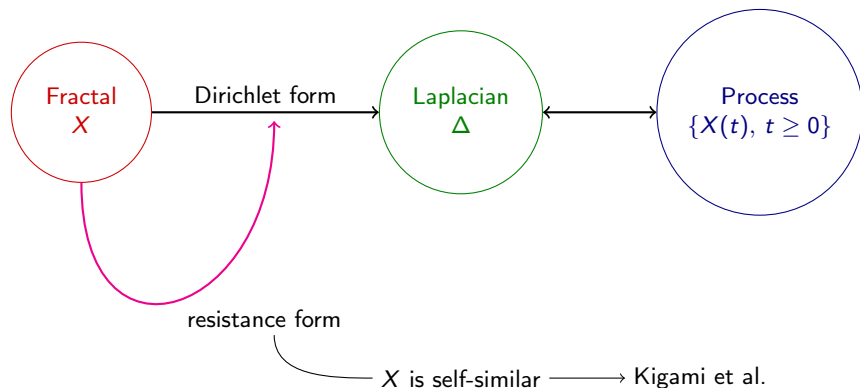 Fractal
X
Dirichlet form
Laplacian
Δ
Process
{X(t), t ≥ 0}
resistance form
X is self-similar
Kigami et al.